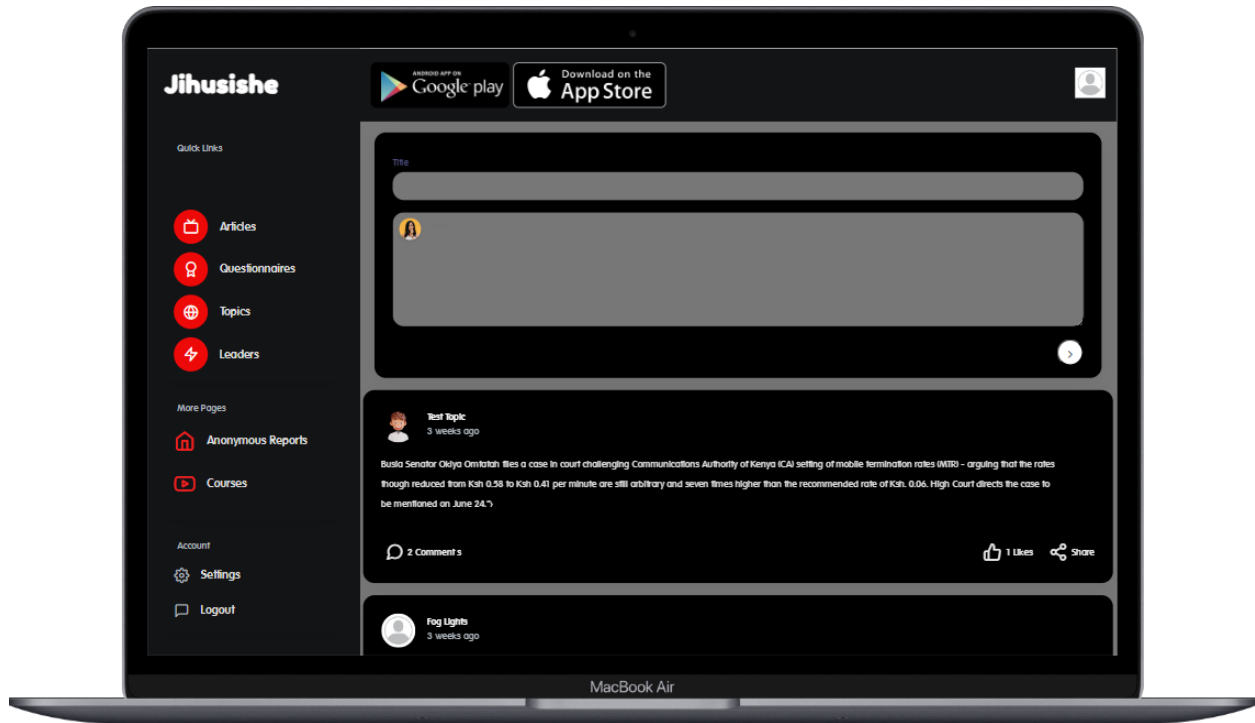 Jihusishe
ANDROID APP ON
Google play
Download on the
App Store
Quick Links
Articles
Questionnaires
Topics
Leaders
More Pages
Anonymous Reports
Courses
Account
Settings
Logout
Title
Test Topic
3 weeks ago
Busia Senator Okiya Omtatah files a case in court challenging Communications Authority of Kenya (CA) setting of mobile termination rates (MTR) – arguing that the rates
though reduced from Ksh 0.58 to Ksh 0.41 per minute are still arbitrary and seven times higher than the recommended rate of Ksh. 0.06. High Court directs the case to
be mentioned on June 24.")
2 Comment s
1 Likes
Share
Fog Lights
3 weeks ago
MacBook Air